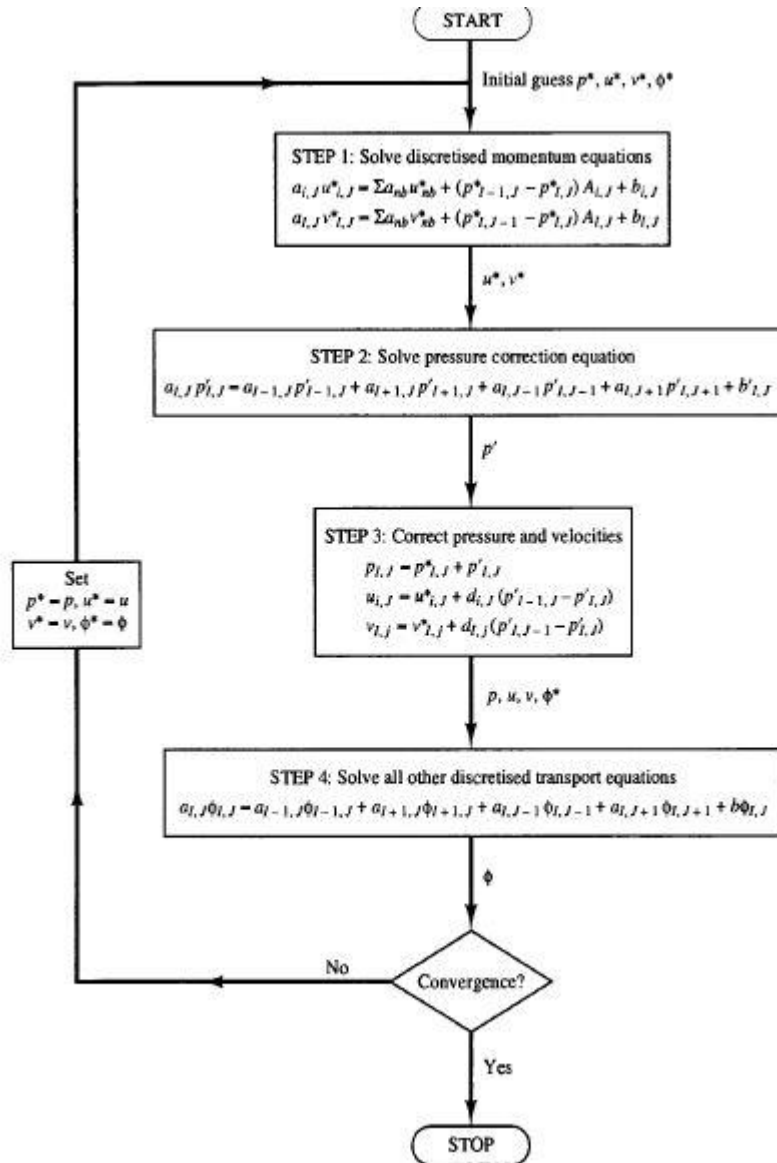 START
Initial guess p*, u*, v*, ϕ*
STEP 1: Solve discretised momentum equations
a_{i,J} u*_{i,J} = Σa_{nb} u*_{nb} + (p*_{I−1,J} − p*_{I,J}) A_{i,J} + b_{i,J}
a_{I,J} v*_{I,J} = Σa_{nb} v*_{nb} + (p*_{I,J−1} − p*_{I,J}) A_{I,J} + b_{I,J}
u*, v*
STEP 2: Solve pressure correction equation
a_{I,J} p'_{I,J} = a_{I−1,J} p'_{I−1,J} + a_{I+1,J} p'_{I+1,J} + a_{I,J−1} p'_{I,J−1} + a_{I,J+1} p'_{I,J+1} + b'_{I,J}
p'
STEP 3: Correct pressure and velocities
p_{I,J} = p*_{I,J} + p'_{I,J}
u_{i,J} = u*_{i,J} + d_{i,J} (p'_{I−1,J} − p'_{I,J})
v_{I,j} = v*_{I,j} + d_{I,j} (p'_{I,J−1} − p'_{I,J})
p, u, v, ϕ*
STEP 4: Solve all other discretised transport equations
a_{I,J} ϕ_{I,J} = a_{I−1,J} ϕ_{I−1,J} + a_{I+1,J} ϕ_{I+1,J} + a_{I,J−1} ϕ_{I,J−1} + a_{I,J+1} ϕ_{I,J+1} + bϕ_{I,J}
ϕ
Convergence?
No
Set
p* = p, u* = u
v* = v, ϕ* = ϕ
Yes
STOP